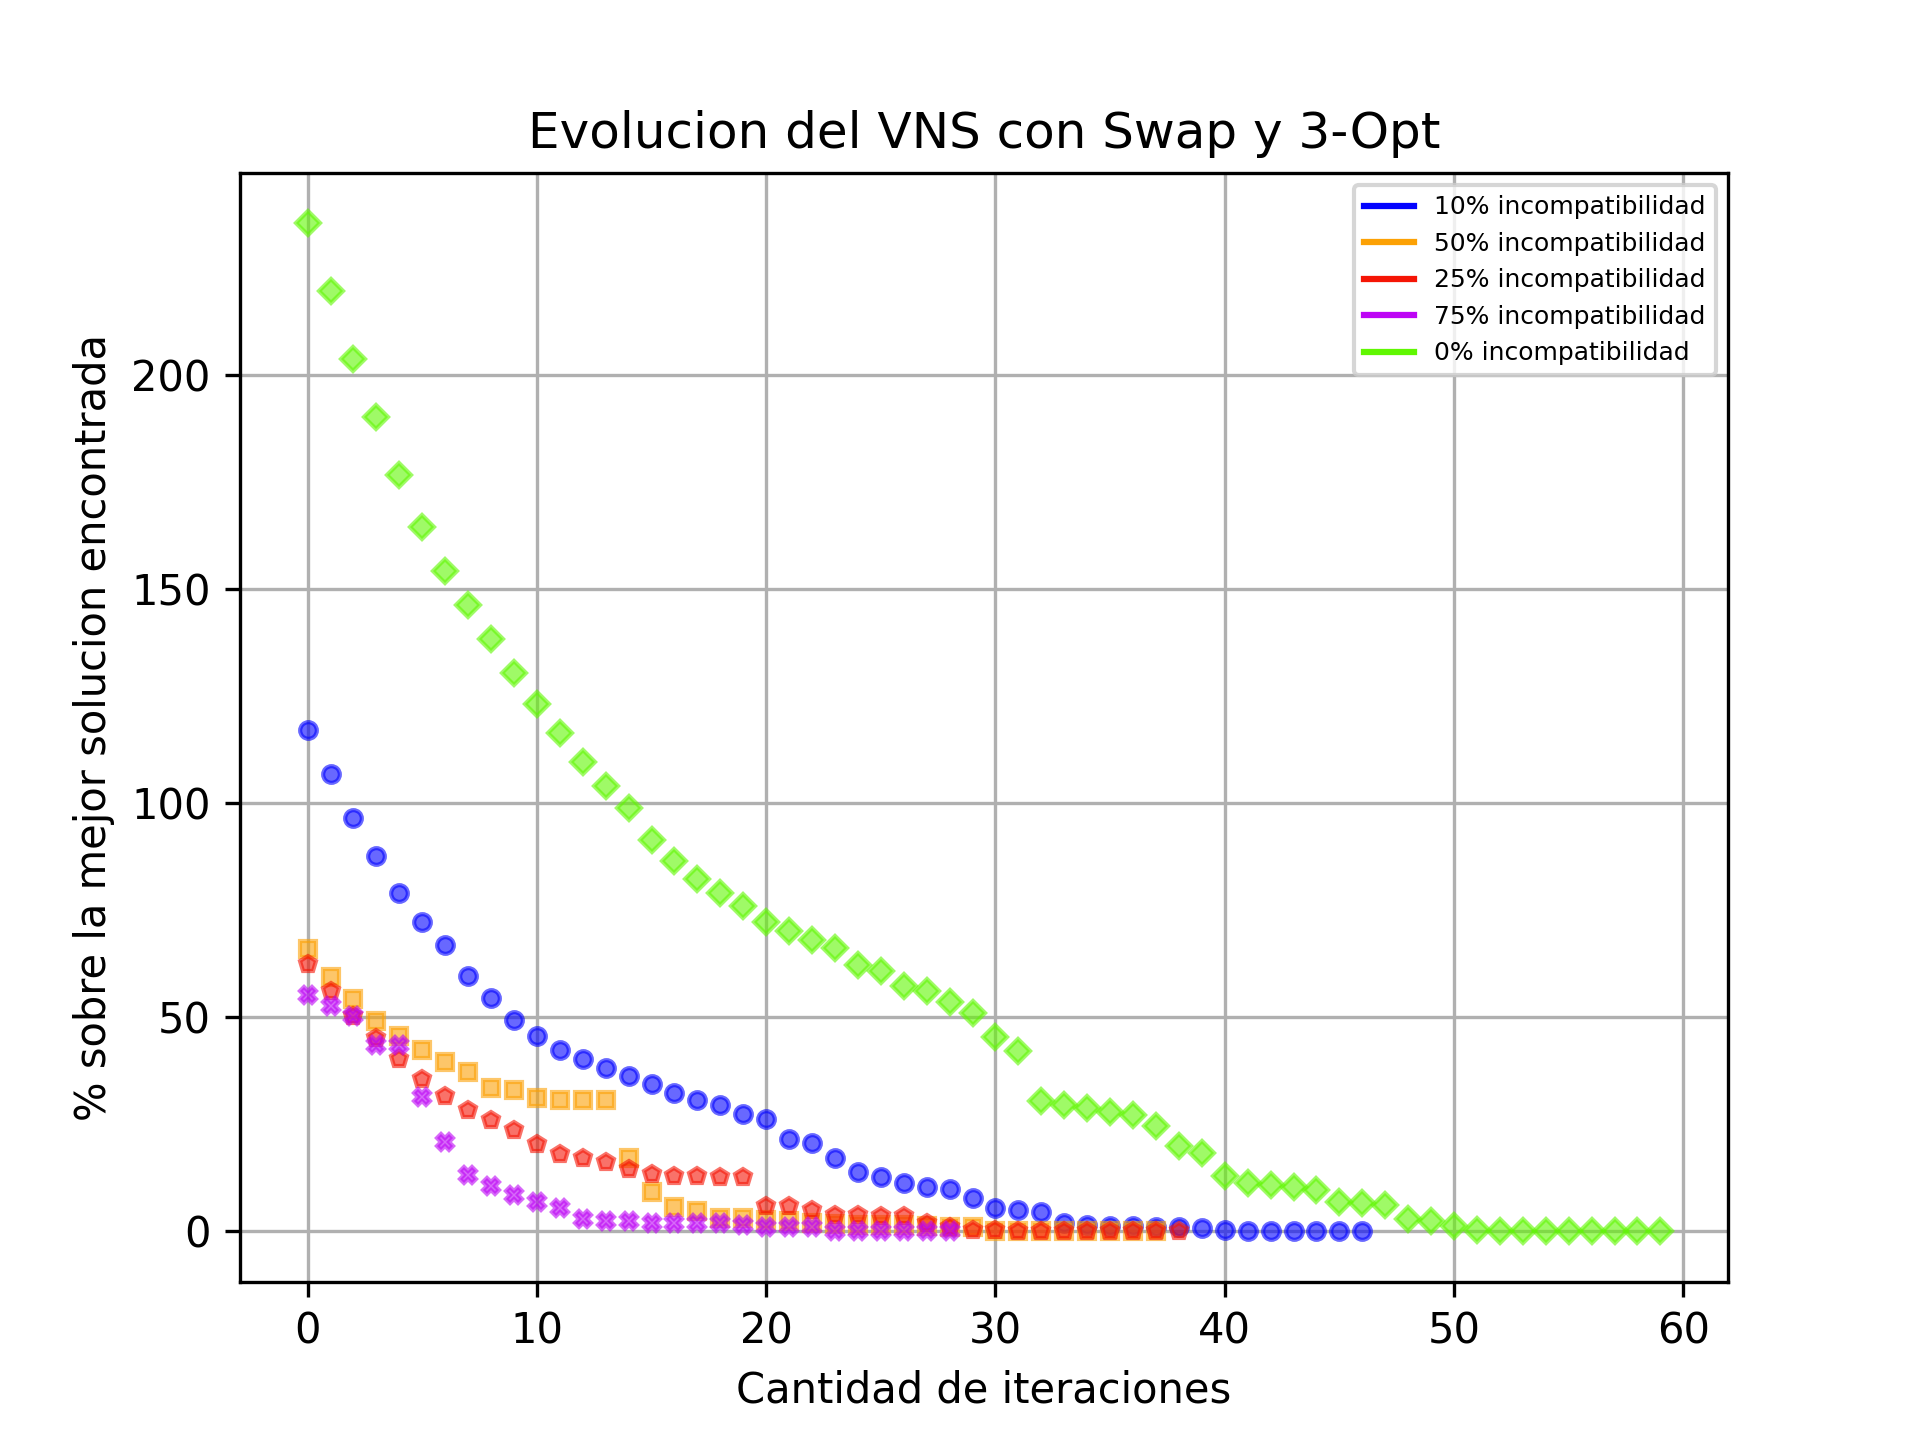 Evolucion del VNS con Swap y 3-Opt
10% incompatibilidad
50% incompatibilidad
25% incompatibilidad
75% incompatibilidad
0% incompatibilidad
% sobre la mejor solucion encontrada
200
150
100
50
0
0 10 20 30 40 50 60
Cantidad de iteraciones